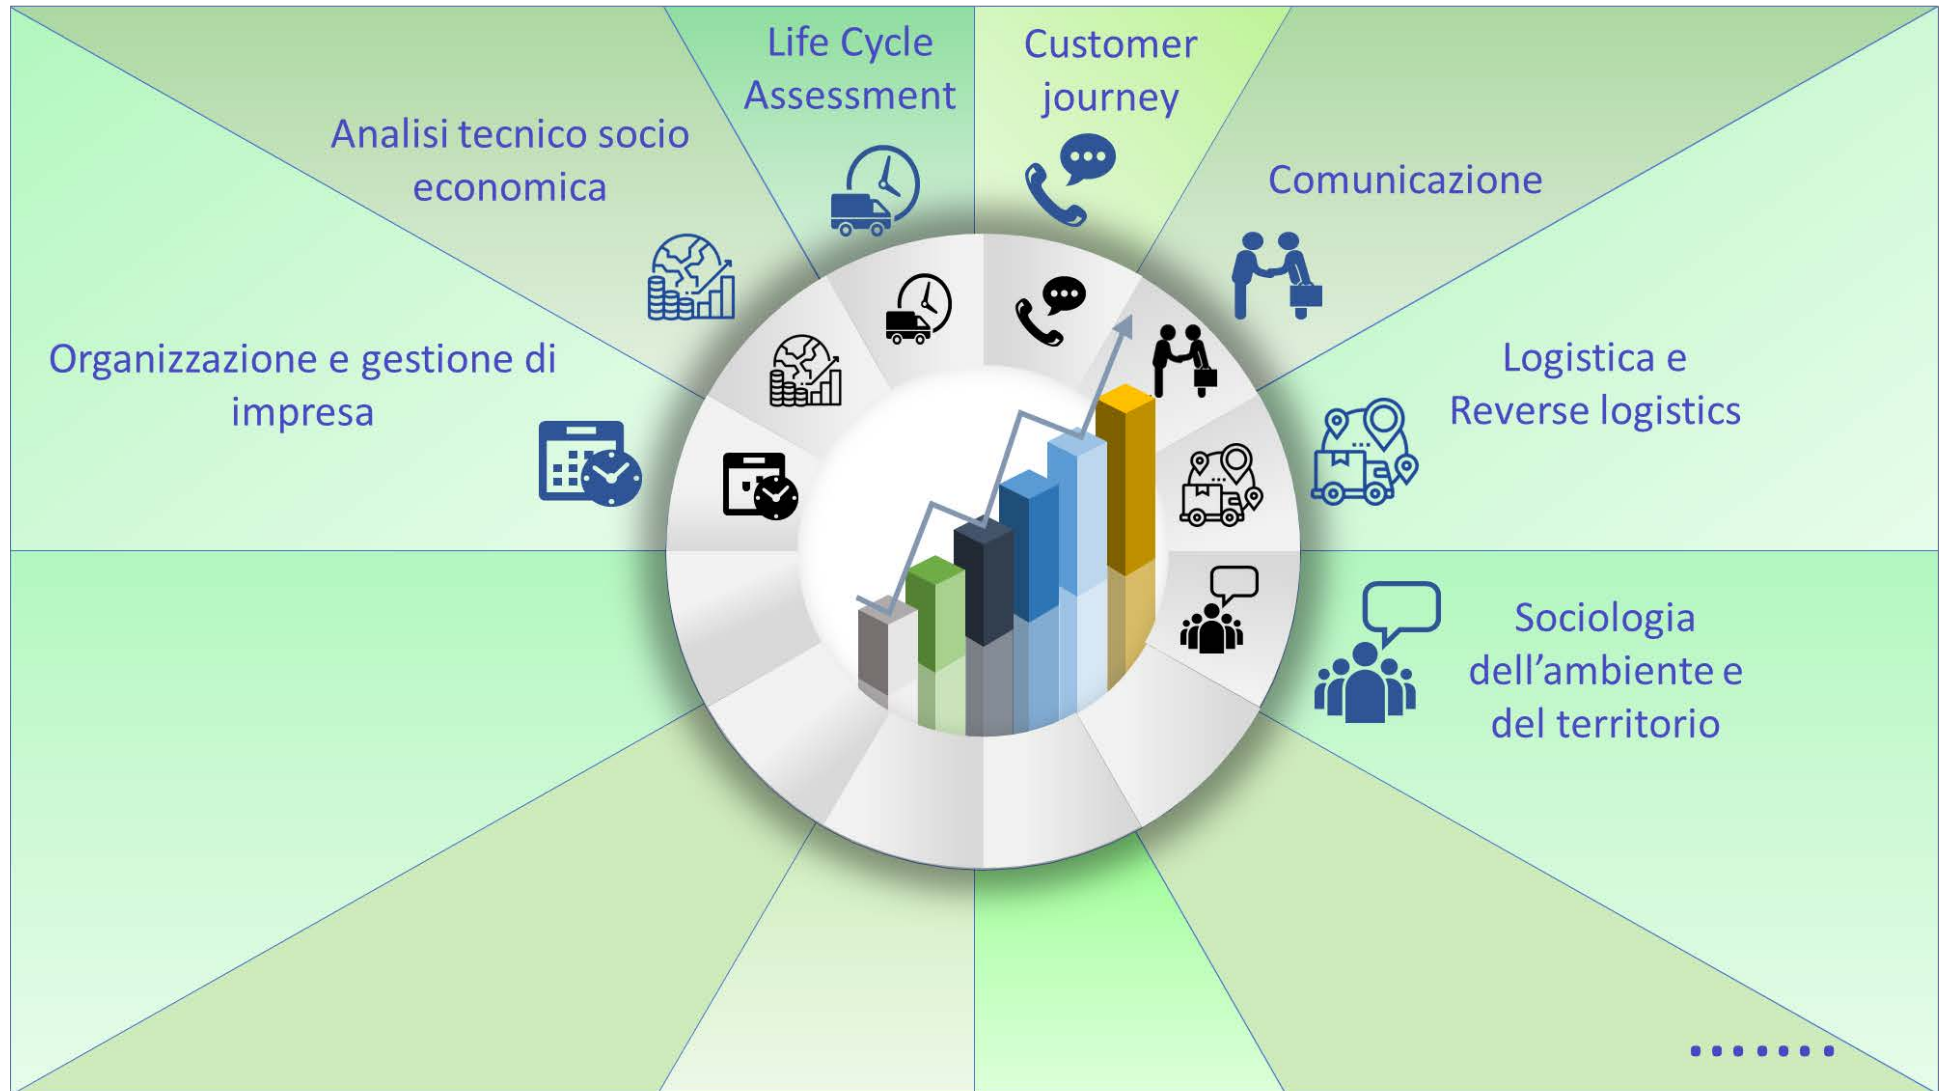 Life Cycle
Assessment
Customer
journey
Analisi tecnico socio
economica
Comunicazione
Organizzazione e gestione di
impresa
Logistica e
Reverse logistics
Sociologia
dell’ambiente e
del territorio
.......